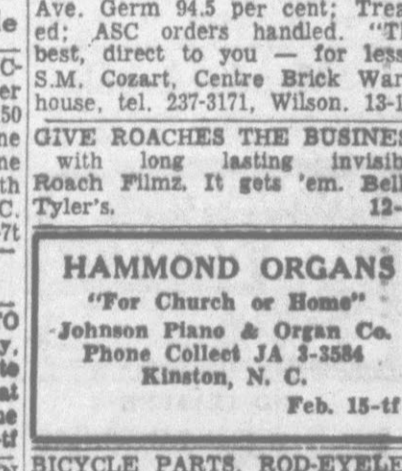 Ave. Germ 94.5 per cent; Trea
ed; ASC orders handled. "Th
best, direct to you — for less
S.M. Cozart, Centre Brick War
house, tel. 237-3171, Wilson. 13-1
GIVE ROACHES THE BUSINES
with long lasting invisib
Roach Filmz. It gets 'em. Bell
Tyler's. 12-
HAMMOND ORGANS
"For Church or Home"
Johnson Piano & Organ Co.
Phone Collect JA 3-3584
Kinston, N. C.
Feb. 15-tf
BICYCLE PARTS, ROD-EYELE